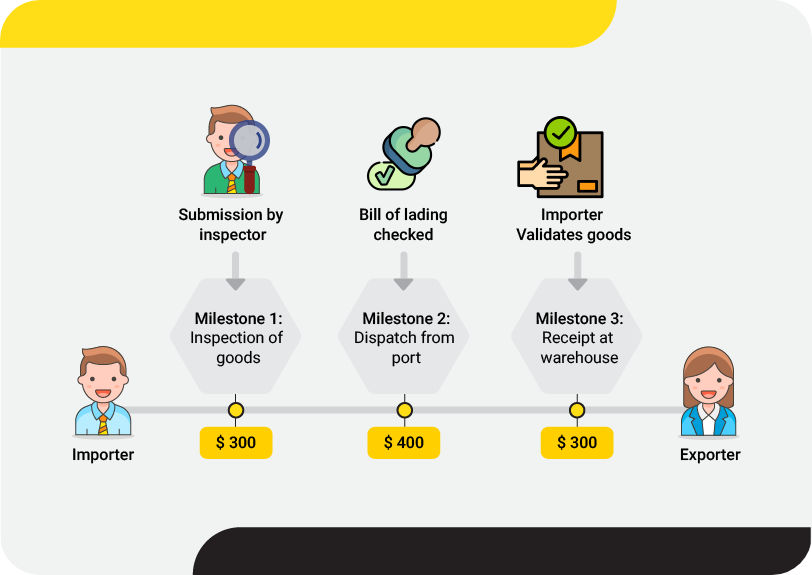 Submission by
inspector
Bill of lading
checked
Importer
Validates goods
Milestone 1:
Inspection of
goods
Milestone 2:
Dispatch from
port
Milestone 3:
Receipt at
warehouse
$ 300
$ 400
$ 300
Importer
Exporter